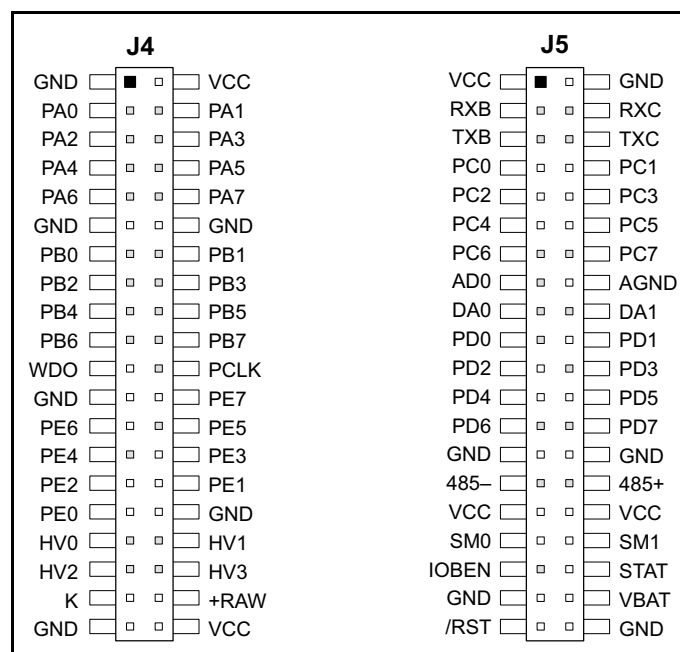 J4 J5
GND VCC VCC GND
PA0 PA1 RXB RXC
PA2 PA3 TXB TXC
PA4 PA5 PC0 PC1
PA6 PA7 PC2 PC3
GND GND PC4 PC5
PB0 PB1 PC6 PC7
PB2 PB3 AD0 AGND
PB4 PB5 DA0 DA1
PB6 PB7 PD0 PD1
WDO PCLK PD2 PD3
GND PE7 PD4 PD5
PE6 PE5 PD6 PD7
PE4 PE3 GND GND
PE2 PE1 485– 485+
PE0 GND VCC VCC
HV0 HV1 SM0 SM1
HV2 HV3 IOBEN STAT
K +RAW GND VBAT
GND VCC /RST GND